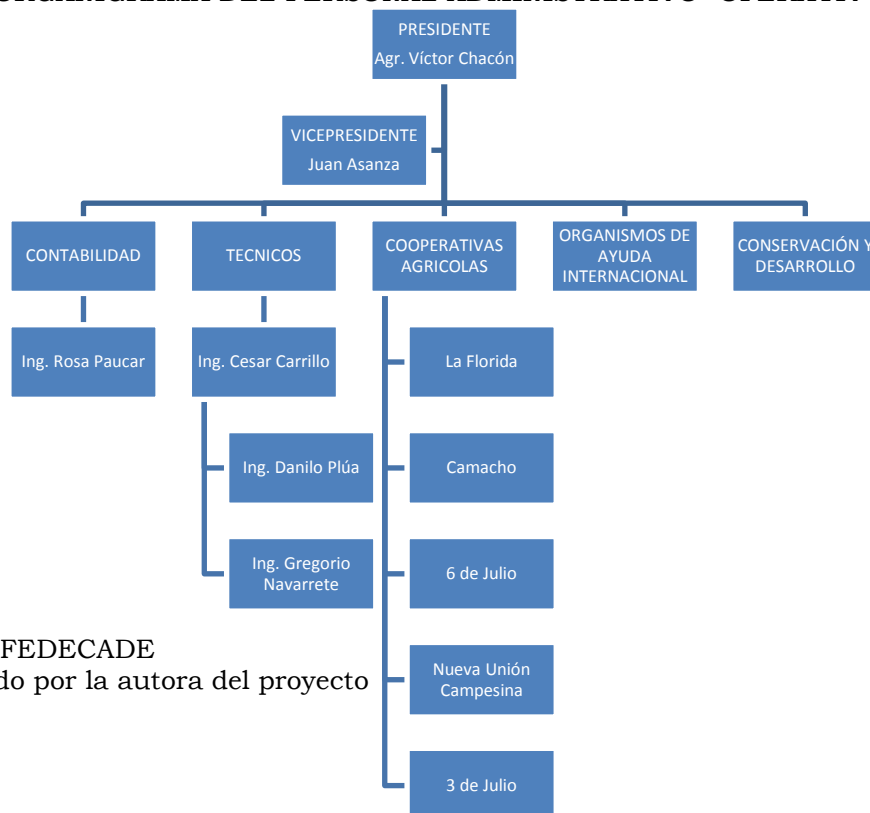 DEL PERSONAL
PRESIDENTE
Agr. Víctor Chacón
VICEPRESIDENTE
Juan Asanza
CONTABILIDAD
TECNICOS
COOPERATIVAS
AGRICOLAS
ORGANISMOS DE
AYUDA
INTERNACIONAL
CONSERVACIÓN Y
DESARROLLO
Ing. Rosa Paucar
Ing. Cesar Carrillo
La Florida
Ing. Danilo Plúa
Camacho
Ing. Gregorio
Navarrete
6 de Julio
FEDECADE
do por la autora del proyecto
Nueva Unión
Campesina
3 de Julio